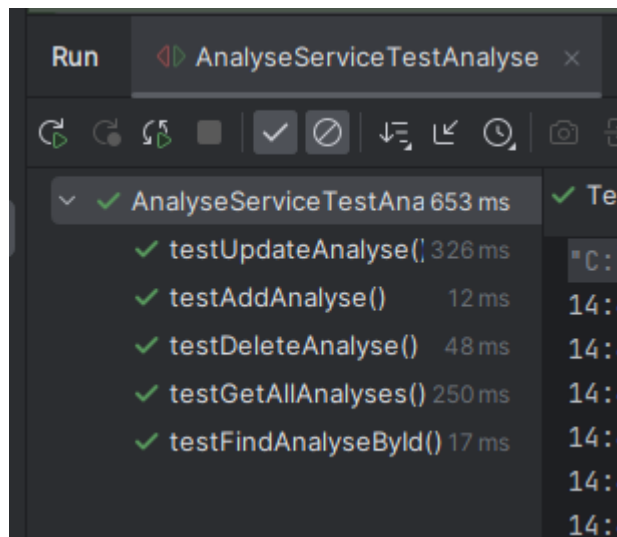 Run AnalyseServiceTestAnalyse
AnalyseServiceTestAna 653 ms
testUpdateAnalyse() 326 ms
testAddAnalyse() 12 ms
testDeleteAnalyse() 48 ms
testGetAllAnalyses() 250 ms
testFindAnalyseById() 17 ms
Te
"C:
14:
14:
14:
14:
14:
14: